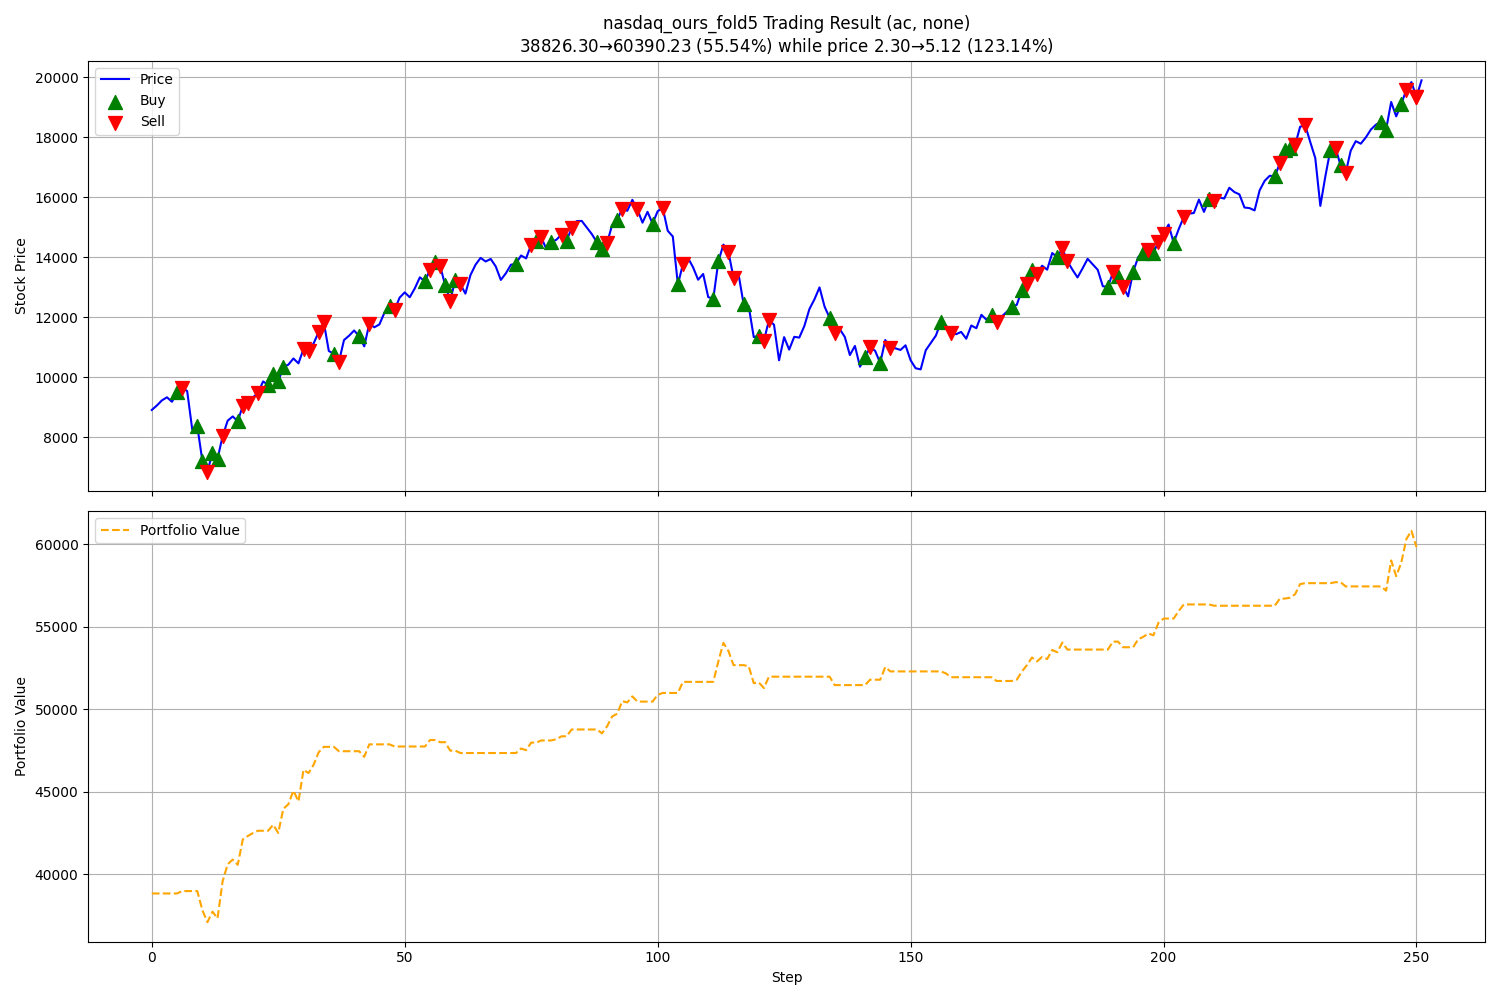 nasdaq_ours_fold5 Trading Result (ac, none)
38826.30→60390.23 (55.54%) while price 2.30→5.12 (123.14%)
Price
Buy
Sell
Stock Price
20000
18000
16000
14000
12000
10000
8000
Portfolio Value
Portfolio Value
60000
55000
50000
45000
40000
0
50
100
150
200
250
Step